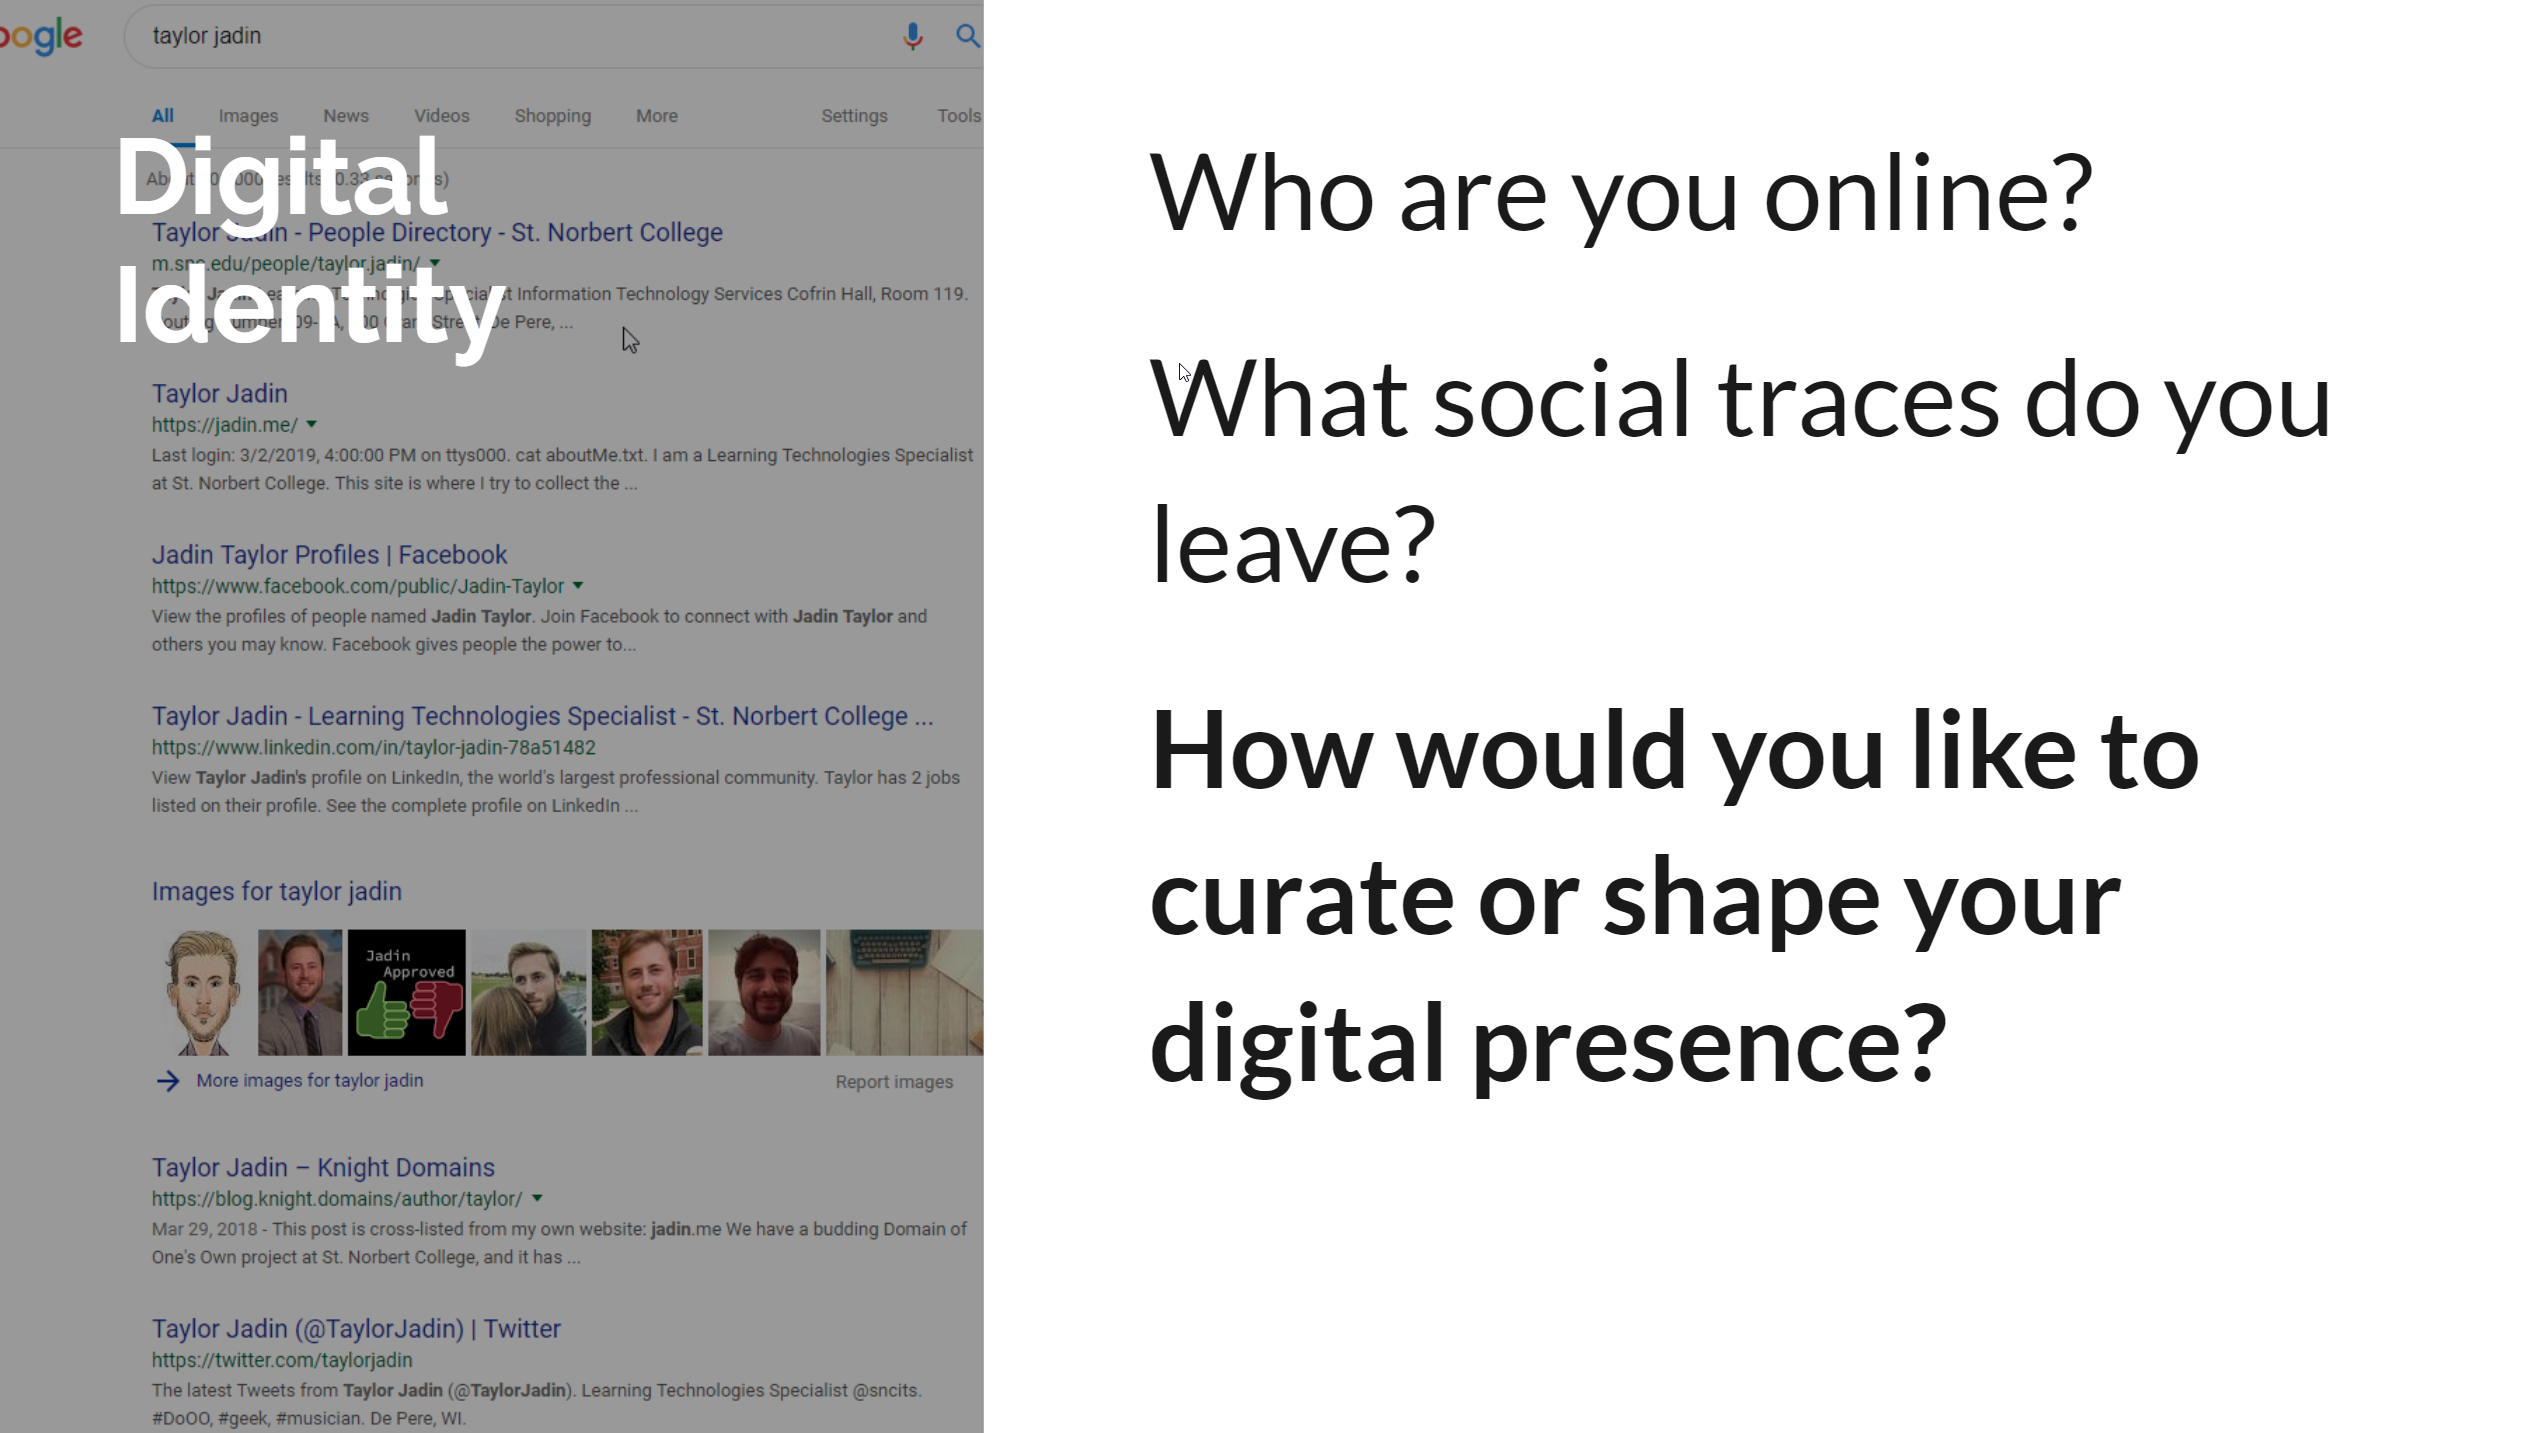 oogle
taylor jadin
All Images News Videos Shopping More Settings Tools
Digital
Identity
Taylor Jadin - People Directory - St. Norbert College
m.snc.edu/people/taylor.jadin/
Information Technology Services Cofrin Hall, Room 119.
De Pere, ...
Taylor Jadin
https://jadin.me/
Last login: 3/2/2019, 4:00:00 PM on ttys000. cat aboutMe.txt. I am a Learning Technologies Specialist
at St. Norbert College. This site is where I try to collect the ...
Jadin Taylor Profiles | Facebook
https://www.facebook.com/public/Jadin-Taylor
View the profiles of people named Jadin Taylor. Join Facebook to connect with Jadin Taylor and
others you may know. Facebook gives people the power to...
Taylor Jadin - Learning Technologies Specialist - St. Norbert College ...
https://www.linkedin.com/in/taylor-jadin-78a51482
View Taylor Jadin's profile on LinkedIn, the world's largest professional community. Taylor has 2 jobs
listed on their profile. See the complete profile on LinkedIn ...
Images for taylor jadin
Jadin
Approved
More images for taylor jadin Report images
Taylor Jadin – Knight Domains
https://blog.knight.domains/author/taylor/
Mar 29, 2018 - This post is cross-listed from my own website: jadin.me We have a budding Domain of
One's Own project at St. Norbert College, and it has ...
Taylor Jadin (@TaylorJadin) | Twitter
https://twitter.com/taylorjadin
The latest Tweets from Taylor Jadin (@TaylorJadin). Learning Technologies Specialist @sncits.
#DoOO, #geek, #musician. De Pere, WI.
Who are you online?
What social traces do you
leave?
How would you like to
curate or shape your
digital presence?